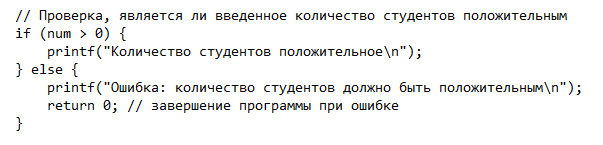 // Проверка, является ли введенное количество студентов положительным
if (num > 0) {
    printf("Количество студентов положительное\n");
} else {
    printf("Ошибка: количество студентов должно быть положительным\n");
    return 0; // завершение программы при ошибке
}